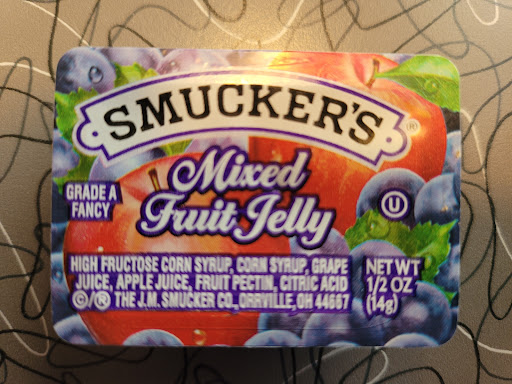 SMUCKER'S®
Mixed
Fruit Jelly
GRADE A
FANCY
U
HIGH FRUCTOSE CORN SYRUP, CORN SYRUP, GRAPE
JUICE, APPLE JUICE, FRUIT PECTIN, CITRIC ACID
©/® THE J.M. SMUCKER CO., ORRVILLE, OH 44667
NET WT
1/2 OZ
(14g)